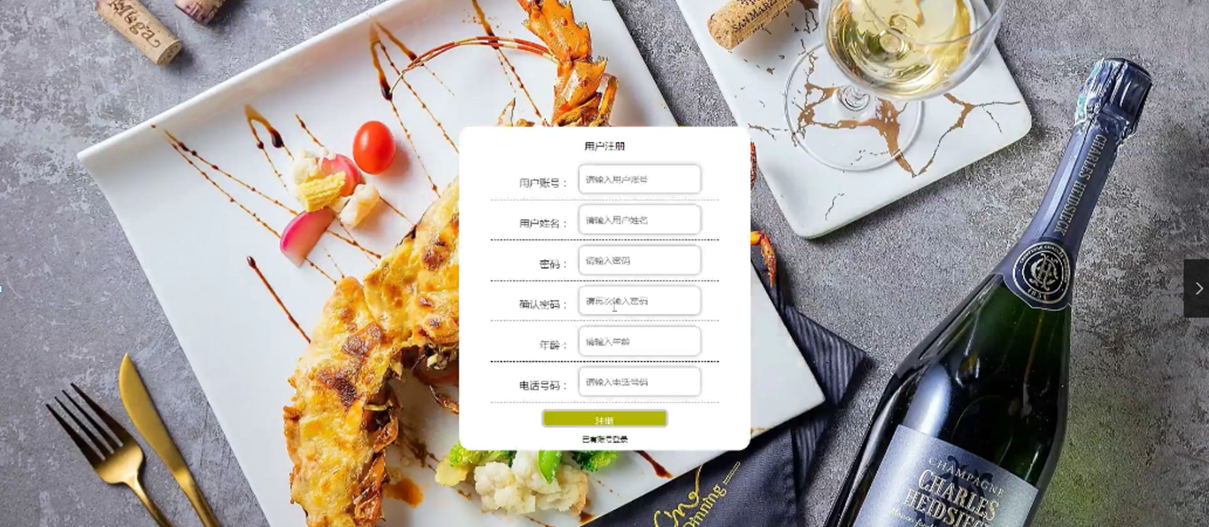 SAN MAR
用户注册
用户账号： 请输入用户账号
用户姓名： 请输入用户姓名
密码： 请输入密码
确认密码： 请再次输入密码
年龄： 请输入年龄
电话号码： 请输入电话号码
注册
已有账号登录
CHARLES HEIDSIECK
CHAMPAGNE
CHARLES
HEIDSIE